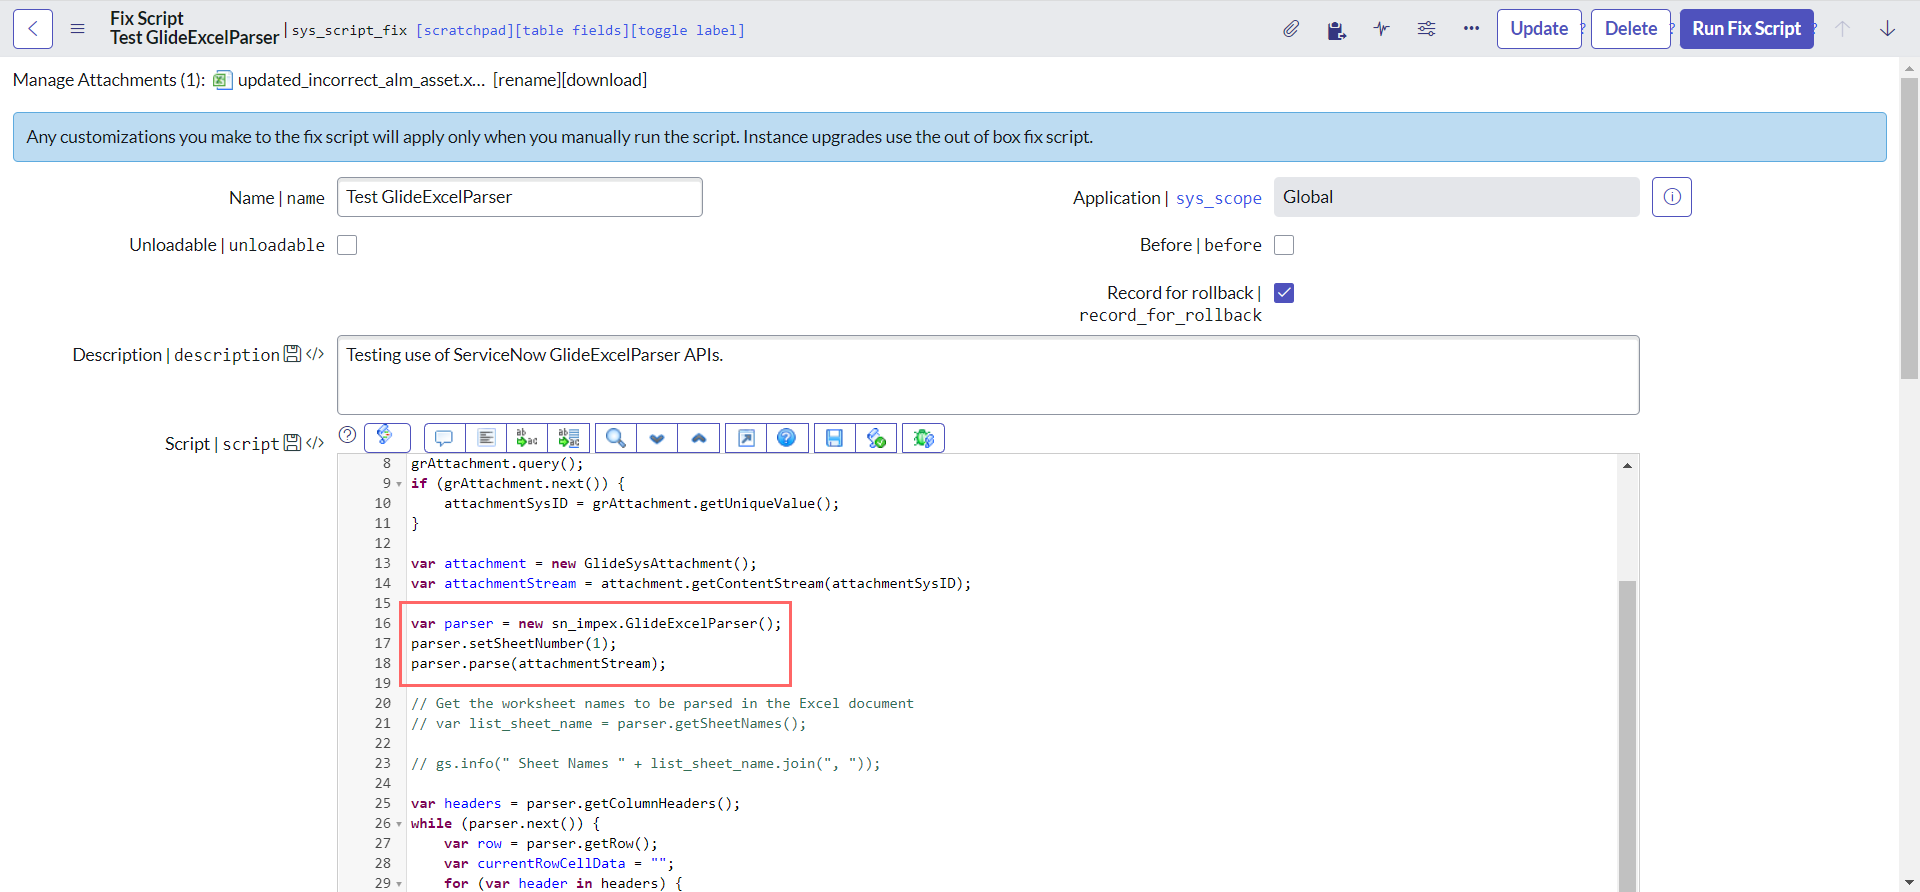 Fix Script
Test GlideExcelParser | sys_script_fix [scratchpad][table fields][toggle label]
Update ? Delete ? Run Fix Script ?
Manage Attachments (1): updated_incorrect_alm_asset.x... [rename][download]
Any customizations you make to the fix script will apply only when you manually run the script. Instance upgrades use the out of box fix script.
Name | name Test GlideExcelParser
Application | sys_scope Global
Unloadable | unloadable
Before | before
Record for rollback |
record_for_rollback
Description | description </> Testing use of ServiceNow GlideExcelParser APIs.
Script | script </>
8 grAttachment.query();
9 if (grAttachment.next()) {
10 attachmentSysID = grAttachment.getUniqueValue();
11 }
12
13 var attachment = new GlideSysAttachment();
14 var attachmentStream = attachment.getContentStream(attachmentSysID);
15
16 var parser = new sn_impex.GlideExcelParser();
17 parser.setSheetNumber(1);
18 parser.parse(attachmentStream);
19
20 // Get the worksheet names to be parsed in the Excel document
21 // var list_sheet_name = parser.getSheetNames();
22
23 // gs.info(" Sheet Names " + list_sheet_name.join(", "));
24
25 var headers = parser.getColumnHeaders();
26 while (parser.next()) {
27 var row = parser.getRow();
28 var currentRowCellData = "";
29 for (var header in headers) {